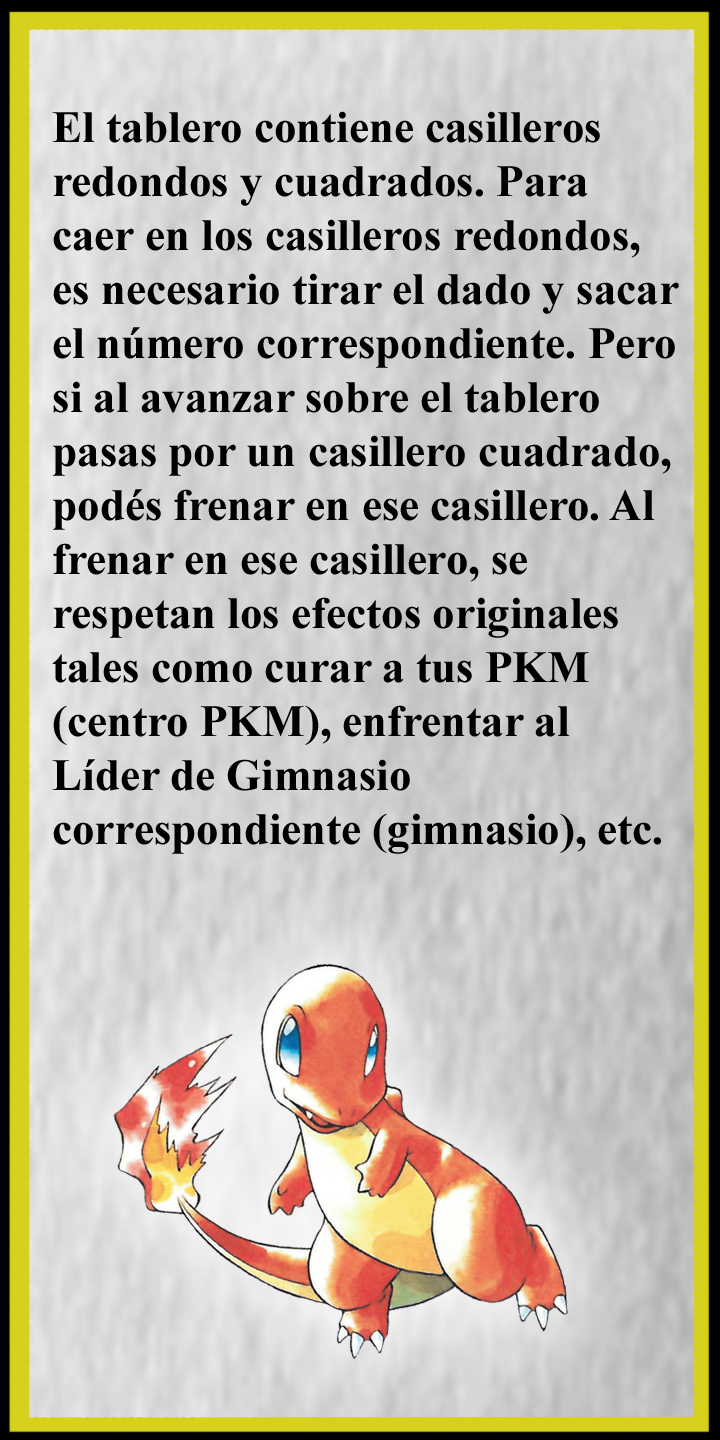 El tablero contiene casilleros
redondos y cuadrados. Para
caer en los casilleros redondos,
es necesario tirar el dado y sacar
el número correspondiente. Pero
si al avanzar sobre el tablero
pasas por un casillero cuadrado,
podés frenar en ese casillero. Al
frenar en ese casillero, se
respetan los efectos originales
tales como curar a tus PKM
(centro PKM), enfrentar al
Líder de Gimnasio
correspondiente (gimnasio), etc.